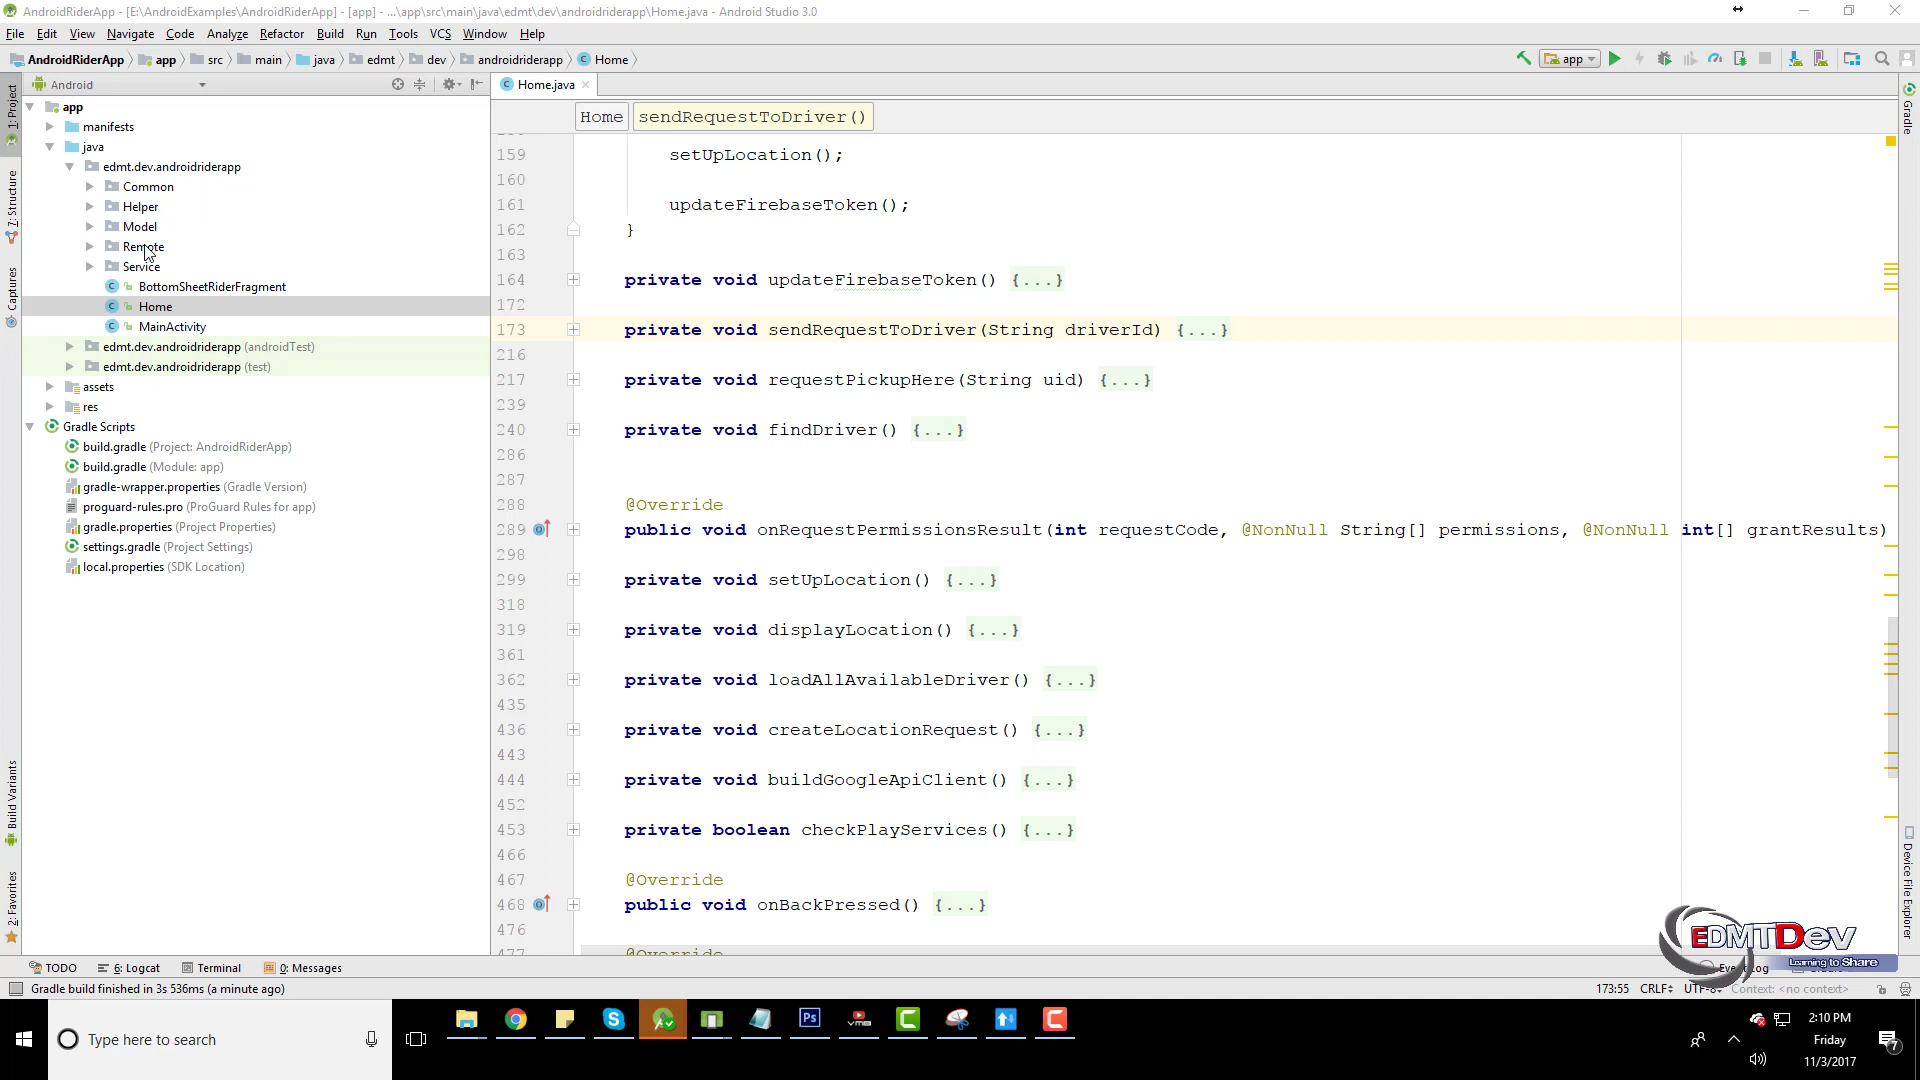 AndroidRiderApp - [E:\AndroidExamples\AndroidRiderApp] - [app] - ...\app\src\main\java\edmt\dev\androidriderapp\Home.java - Android Studio 3.0
File Edit View Navigate Code Analyze Refactor Build Run Tools VCS Window Help
AndroidRiderApp app src main java edmt dev androidriderapp Home
app
Android
Home.java
1: Project
7: Structure
Captures
Build Variants
2: Favorites
Gradle
Device File Explorer
app
manifests
java
edmt.dev.androidriderapp
Common
Helper
Model
Remote
Service
BottomSheetRiderFragment
Home
MainActivity
edmt.dev.androidriderapp (androidTest)
edmt.dev.androidriderapp (test)
assets
res
Gradle Scripts
build.gradle (Project: AndroidRiderApp)
build.gradle (Module: app)
gradle-wrapper.properties (Gradle Version)
proguard-rules.pro (ProGuard Rules for app)
gradle.properties (Project Properties)
settings.gradle (Project Settings)
local.properties (SDK Location)
Home sendRequestToDriver()
159 setUpLocation();
160
161 updateFirebaseToken();
162 }
163
164 private void updateFirebaseToken() {...}
172
173 private void sendRequestToDriver(String driverId) {...}
216
217 private void requestPickupHere(String uid) {...}
239
240 private void findDriver() {...}
286
287
288 @Override
289 public void onRequestPermissionsResult(int requestCode, @NonNull String[] permissions, @NonNull int[] grantResults)
298
299 private void setUpLocation() {...}
318
319 private void displayLocation() {...}
361
362 private void loadAllAvailableDriver() {...}
435
436 private void createLocationRequest() {...}
443
444 private void buildGoogleApiClient() {...}
452
453 private boolean checkPlayServices() {...}
466
467 @Override
468 public void onBackPressed() {...}
476
477 @Override
EDMTDev
Learning to Share
TODO 6: Logcat Terminal 0: Messages Event Log
Gradle build finished in 3s 536ms (a minute ago)
173:55 CRLF UTF-8 Context: <no context>
Type here to search
Ps
2:10 PM
Friday
11/3/2017
7